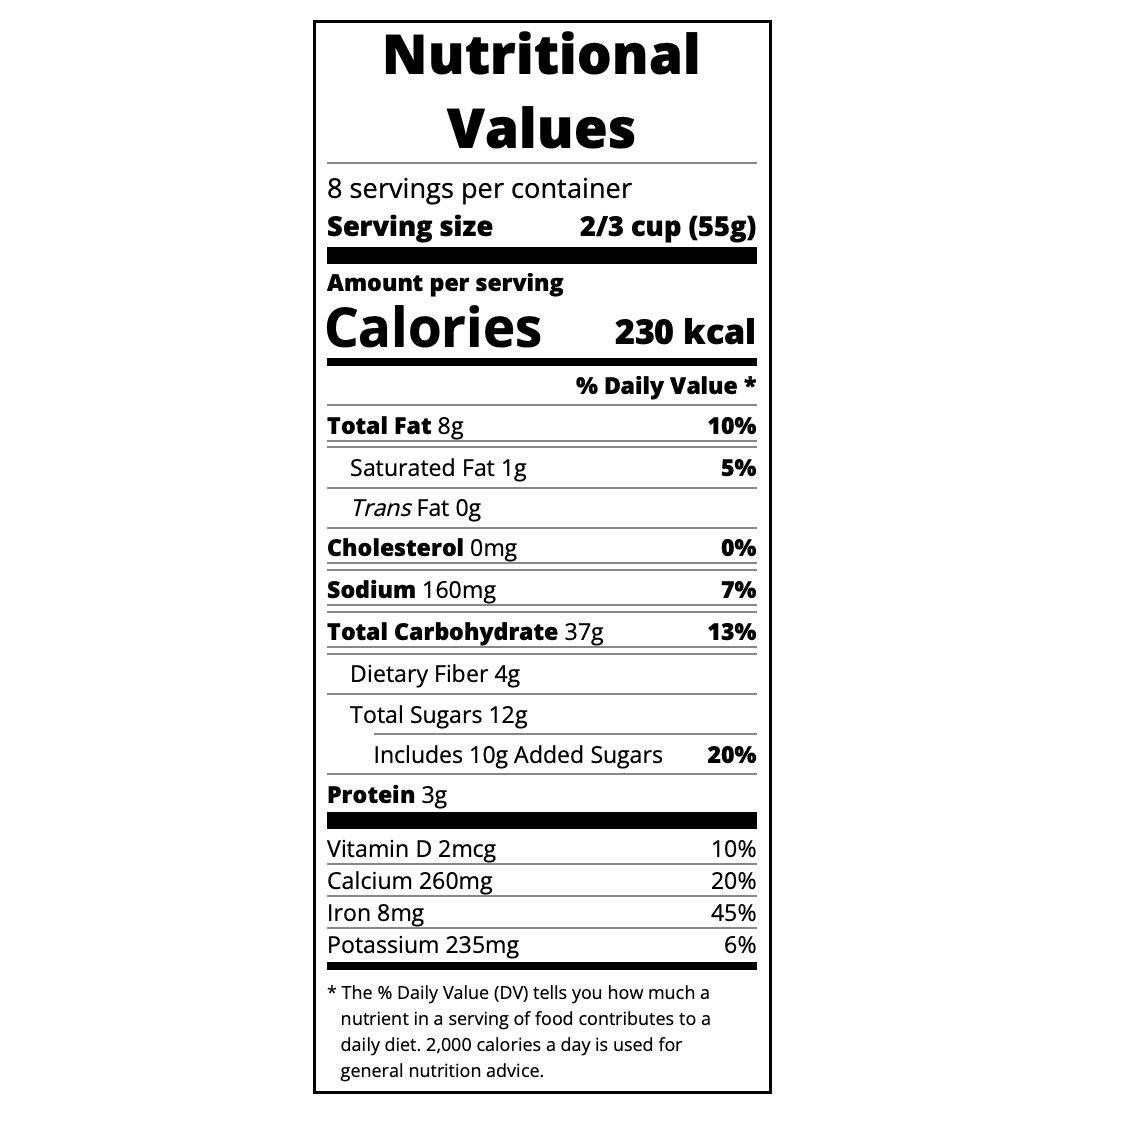 Nutritional
Values
8 servings per container
Serving size 2/3 cup (55g)
Amount per serving
Calories 230 kcal
% Daily Value *
Total Fat 8g 10%
Saturated Fat 1g 5%
Trans Fat 0g
Cholesterol 0mg 0%
Sodium 160mg 7%
Total Carbohydrate 37g 13%
Dietary Fiber 4g
Total Sugars 12g
Includes 10g Added Sugars 20%
Protein 3g
Vitamin D 2mcg 10%
Calcium 260mg 20%
Iron 8mg 45%
Potassium 235mg 6%
* The % Daily Value (DV) tells you how much a
nutrient in a serving of food contributes to a
daily diet. 2,000 calories a day is used for
general nutrition advice.